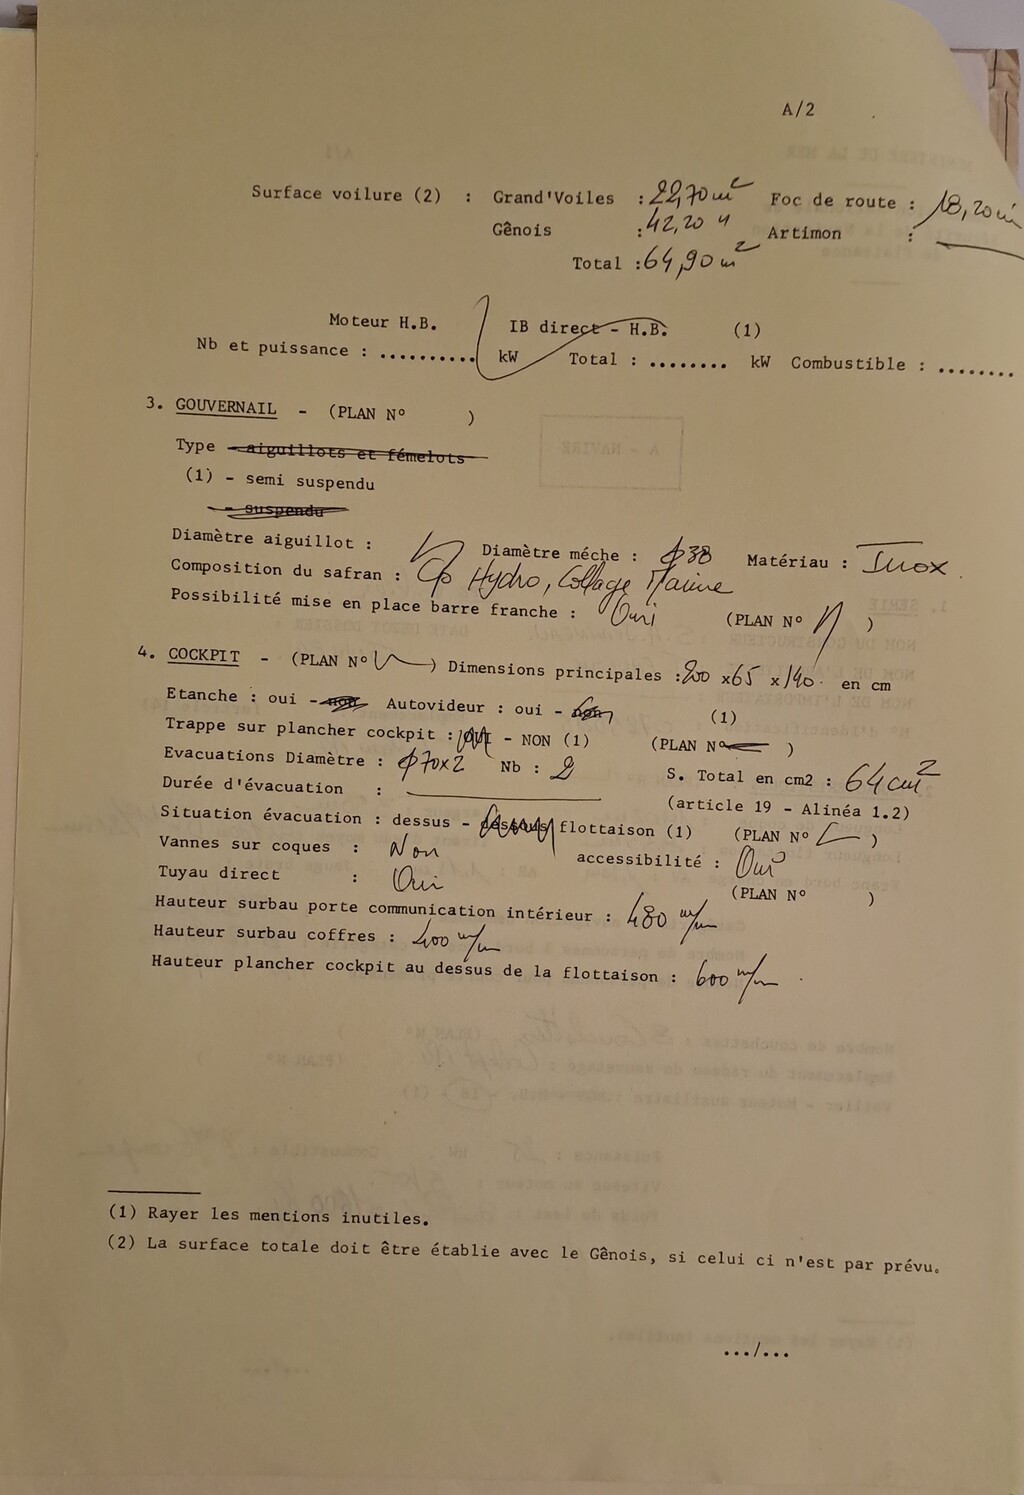 A/2
Surface voilure (2) : Grand'Voiles : 22,70 m² Foc de route : 18,20 m²
Gênois : 42,20 " Artimon :
Total : 64,90 m²
Moteur H.B. IB direct - H.B. (1)
Nb et puissance : .......... kW Total : ........ kW Combustible : ........
3. GOUVERNAIL - (PLAN N° )
Type - aiguillots et fémelots
(1) - semi suspendu
- suspendu
Diamètre aiguillot : Diamètre méche : ϕ38 Matériau : Inox.
Composition du safran : Cp Hydro, Collage Marine
Possibilité mise en place barre franche : Oui (PLAN N° )
4. COCKPIT - (PLAN N° ) Dimensions principales : 200 x65 x140 en cm
Etanche : oui - non Autovideur : oui - non (1)
Trappe sur plancher cockpit : OUI - NON (1) (PLAN N° )
Evacuations Diamètre : ϕ70x2 Nb : 2 S. Total en cm2 : 64 cm²
Durée d'évacuation : (article 19 - Alinéa 1.2)
Situation évacuation : dessus - dessous flottaison (1) (PLAN N° )
Vannes sur coques : Non accessibilité : Oui
Tuyau direct : Oui (PLAN N° )
Hauteur surbau porte communication intérieur : 480 m/m
Hauteur surbau coffres : 400 m/m
Hauteur plancher cockpit au dessus de la flottaison : 600 m/m
(1) Rayer les mentions inutiles.
(2) La surface totale doit être établie avec le Gênois, si celui ci n'est par prévu.
.../...